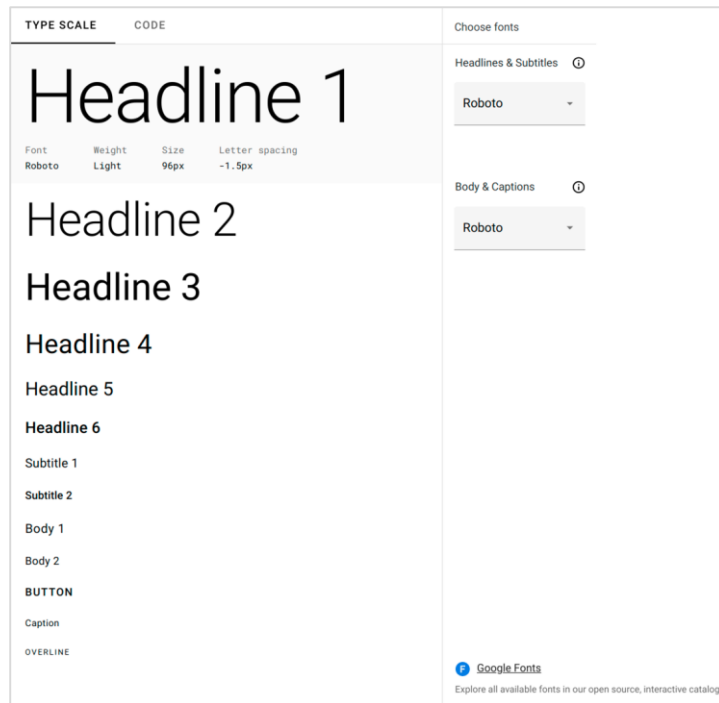 TYPE SCALE CODE
Headline 1
Font Weight Size Letter spacing
Roboto Light 96px -1.5px
Headline 2
Headline 3
Headline 4
Headline 5
Headline 6
Subtitle 1
Subtitle 2
Body 1
Body 2
BUTTON
Caption
OVERLINE
Choose fonts
Headlines & Subtitles
Roboto
Body & Captions
Roboto
Google Fonts
Explore all available fonts in our open source, interactive catalog